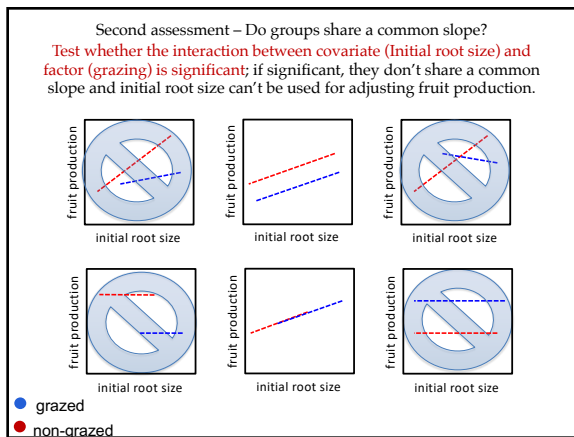 Second assessment – Do groups share a common slope?
Test whether the interaction between covariate (Initial root size) and
factor (grazing) is significant; if significant, they don't share a common
slope and initial root size can't be used for adjusting fruit production.
fruit production
initial root size
fruit production
initial root size
fruit production
initial root size
fruit production
initial root size
fruit production
initial root size
fruit production
initial root size
grazed
non-grazed